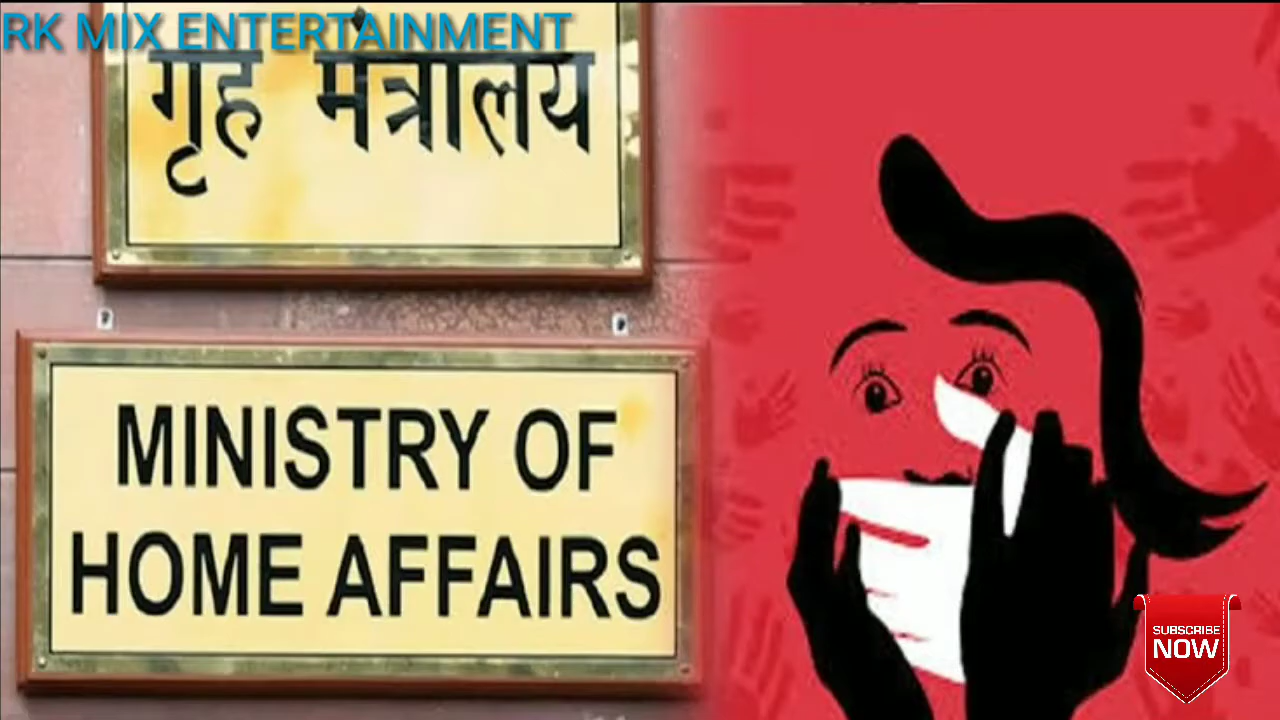 RK MIX ENTERTAINMENT
गृह मंत्रालय
MINISTRY OF
HOME AFFAIRS
SUBSCRIBE
NOW